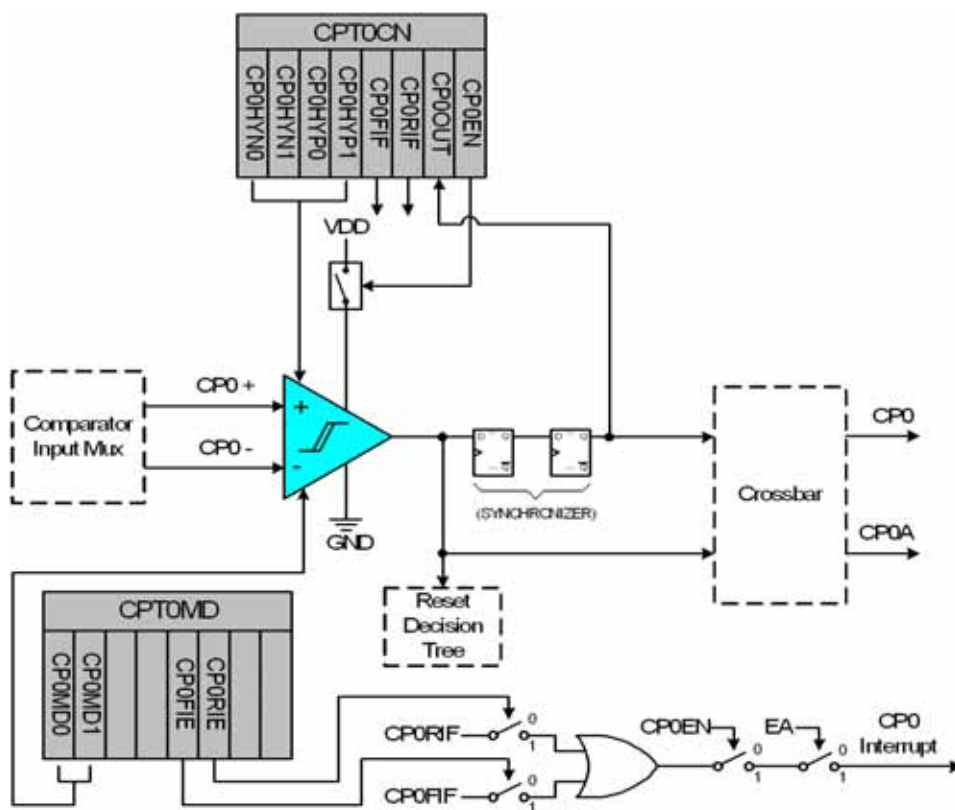 CPT0CN
CP0HYN0
CP0HYN1
CP0HYP0
CP0HYP1
CP0FIF
CP0RIF
CP0OUT
CP0EN
VDD
Comparator
Input Mux
CP0 +
CP0 -
+
-
GND
(SYNCHRONIZER)
Crossbar
CP0
CP0A
Reset
Decision
Tree
CPT0MD
CP0MD0
CP0MD1
CP0FIE
CP0RIE
CP0RIF
0
1
CP0FIF
0
1
CP0EN
0
1
EA
0
1
CP0
Interrupt